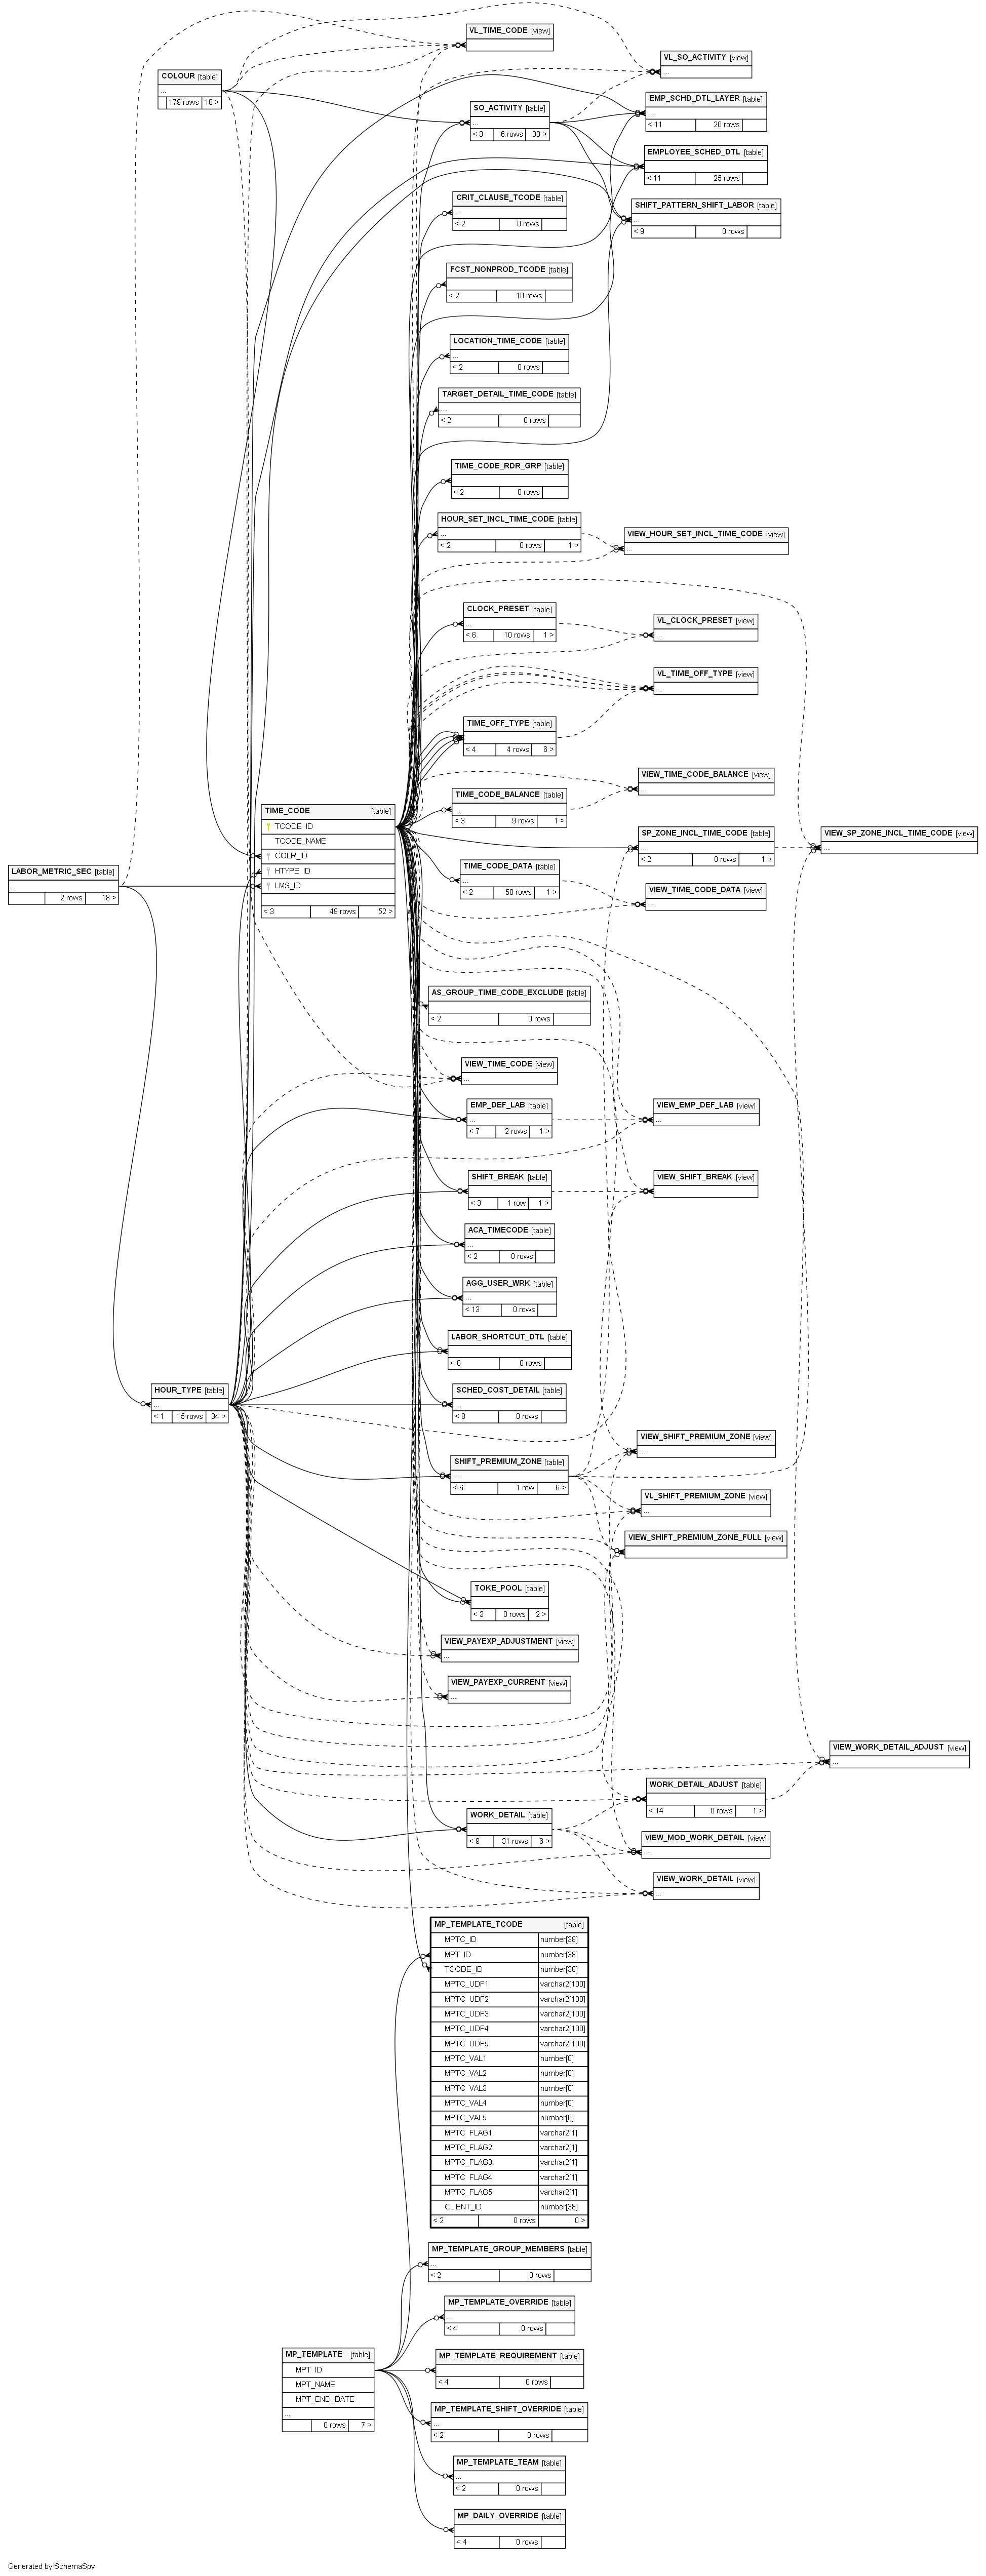 VL_TIME_CODE [view]
VL_SO_ACTIVITY [view]
...
COLOUR [table]
...
179 rows 18 >
EMP_SCHD_DTL_LAYER [table]
...
< 11 20 rows
SO_ACTIVITY [table]
...
< 3 6 rows 33 >
EMPLOYEE_SCHED_DTL [table]
< 11 25 rows
CRIT_CLAUSE_TCODE [table]
...
< 2 0 rows
SHIFT_PATTERN_SHIFT_LABOR [table]
...
< 9 0 rows
FCST_NONPROD_TCODE [table]
< 2 10 rows
LOCATION_TIME_CODE [table]
...
< 2 0 rows
TARGET_DETAIL_TIME_CODE [table]
...
< 2 0 rows
TIME_CODE_RDR_GRP [table]
< 2 0 rows
HOUR_SET_INCL_TIME_CODE [table]
...
< 2 0 rows 1 >
VIEW_HOUR_SET_INCL_TIME_CODE [view]
...
CLOCK_PRESET [table]
...
< 6 10 rows 1 >
VL_CLOCK_PRESET [view]
...
VL_TIME_OFF_TYPE [view]
...
TIME_OFF_TYPE [table]
< 4 4 rows 6 >
VIEW_TIME_CODE_BALANCE [view]
...
TIME_CODE_BALANCE [table]
...
< 3 9 rows 1 >
TIME_CODE [table]
TCODE_ID
TCODE_NAME
COLR_ID
HTYPE_ID
LMS_ID
< 3 49 rows 52 >
SP_ZONE_INCL_TIME_CODE [table]
...
< 2 0 rows 1 >
VIEW_SP_ZONE_INCL_TIME_CODE [view]
...
LABOR_METRIC_SEC [table]
...
2 rows 18 >
TIME_CODE_DATA [table]
...
< 2 58 rows 1 >
VIEW_TIME_CODE_DATA [view]
...
AS_GROUP_TIME_CODE_EXCLUDE [table]
< 2 0 rows
VIEW_TIME_CODE [view]
...
EMP_DEF_LAB [table]
...
< 7 2 rows 1 >
VIEW_EMP_DEF_LAB [view]
...
SHIFT_BREAK [table]
...
< 3 1 row 1 >
VIEW_SHIFT_BREAK [view]
ACA_TIMECODE [table]
...
< 2 0 rows
AGG_USER_WRK [table]
...
< 13 0 rows
LABOR_SHORTCUT_DTL [table]
< 8 0 rows
HOUR_TYPE [table]
...
< 1 15 rows 34 >
SCHED_COST_DETAIL [table]
...
< 8 0 rows
VIEW_SHIFT_PREMIUM_ZONE [view]
...
SHIFT_PREMIUM_ZONE [table]
...
< 6 1 row 6 >
VL_SHIFT_PREMIUM_ZONE [view]
...
VIEW_SHIFT_PREMIUM_ZONE_FULL [view]
TOKE_POOL [table]
...
< 3 0 rows 2 >
VIEW_PAYEXP_ADJUSTMENT [view]
...
VIEW_PAYEXP_CURRENT [view]
...
VIEW_WORK_DETAIL_ADJUST [view]
...
WORK_DETAIL_ADJUST [table]
< 14 0 rows 1 >
WORK_DETAIL [table]
...
< 9 31 rows 6 >
VIEW_MOD_WORK_DETAIL [view]
...
VIEW_WORK_DETAIL [view]
...
MP_TEMPLATE_TCODE [table]
MPTC_ID number[38]
MPT_ID number[38]
TCODE_ID number[38]
MPTC_UDF1 varchar2[100]
MPTC_UDF2 varchar2[100]
MPTC_UDF3 varchar2[100]
MPTC_UDF4 varchar2[100]
MPTC_UDF5 varchar2[100]
MPTC_VAL1 number[0]
MPTC_VAL2 number[0]
MPTC_VAL3 number[0]
MPTC_VAL4 number[0]
MPTC_VAL5 number[0]
MPTC_FLAG1 varchar2[1]
MPTC_FLAG2 varchar2[1]
MPTC_FLAG3 varchar2[1]
MPTC_FLAG4 varchar2[1]
MPTC_FLAG5 varchar2[1]
CLIENT_ID number[38]
< 2 0 rows 0 >
MP_TEMPLATE_GROUP_MEMBERS [table]
...
< 2 0 rows
MP_TEMPLATE_OVERRIDE [table]
...
< 4 0 rows
MP_TEMPLATE [table]
MPT_ID
MPT_NAME
MPT_END_DATE
...
0 rows 7 >
MP_TEMPLATE_REQUIREMENT [table]
< 4 0 rows
MP_TEMPLATE_SHIFT_OVERRIDE [table]
...
< 2 0 rows
MP_TEMPLATE_TEAM [table]
...
< 2 0 rows
MP_DAILY_OVERRIDE [table]
< 4 0 rows
Generated by SchemaSpy